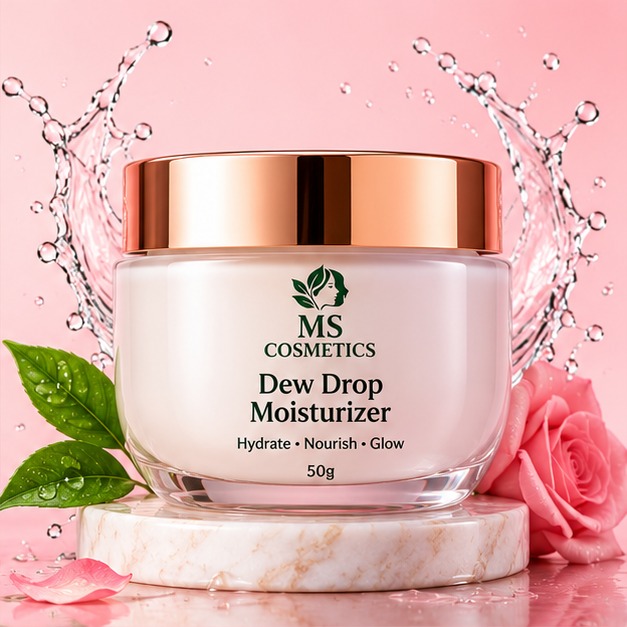 MS
COSMETICS
Dew Drop
Moisturizer
Hydrate • Nourish • Glow
50g